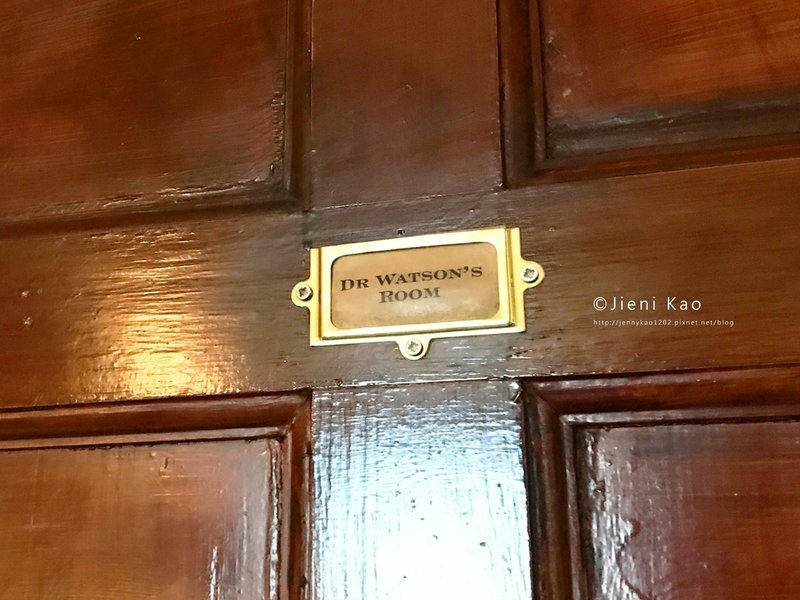 DR WATSON'S
ROOM
©Jieni Kao
http://jennykao1202.pixnet.net/blog